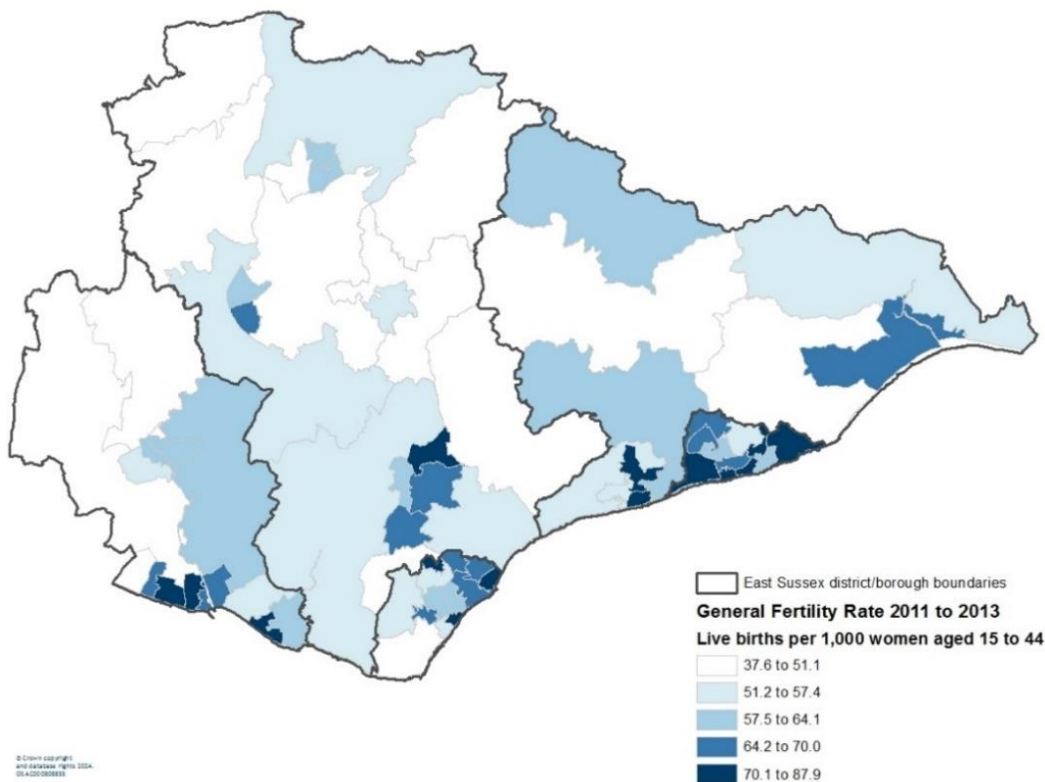 East Sussex district/borough boundaries
General Fertility Rate 2011 to 2013
Live births per 1,000 women aged 15 to 44
37.6 to 51.1
51.2 to 57.4
57.5 to 64.1
64.2 to 70.0
70.1 to 87.9
© Crown copyright
and database rights 2014.